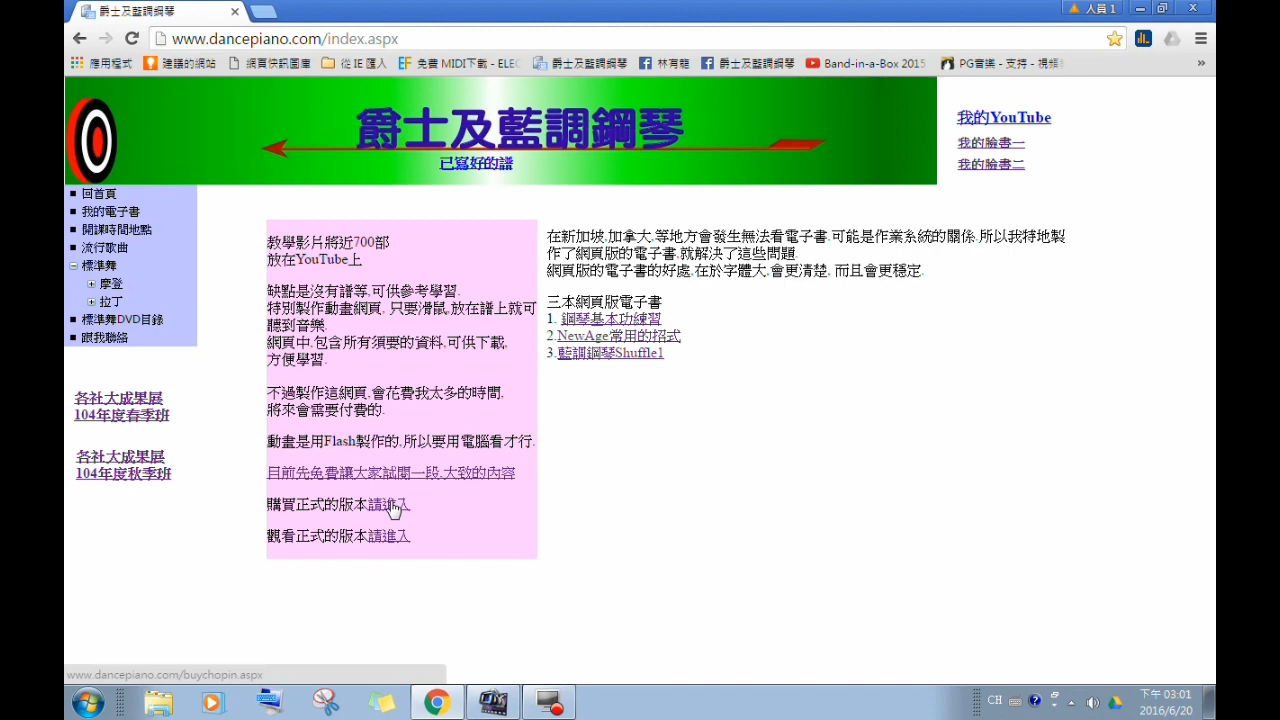 爵士及藍調鋼琴
人員 1
www.dancepiano.com/index.aspx
應用程式 建議的網站 網頁快訊圖庫 從 IE 匯入 免費 MIDI下載 - ELEC 爵士及藍調鋼琴 林育龍 爵士及藍調鋼琴 Band-in-a-Box 2015 PG音樂 - 支持 - 視頻 »
爵士及藍調鋼琴
已寫好的譜
我的YouTube
我的臉書一
我的臉書二
回首頁
我的電子書
開課時間地點
流行歌曲
標準舞
摩登
拉丁
標準舞DVD目錄
跟我聯絡
各社大成果展
104年度春季班
各社大成果展
104年度秋季班
教學影片將近700部
放在YouTube上
缺點是沒有譜等,可供參考學習.
特別製作動畫網頁, 只要滑鼠,放在譜上就可
聽到音樂.
網頁中,包含所有須要的資料,可供下載,
方便學習.
不過製作這網頁,會花費我太多的時間.
將來會需要付費的.
動畫是用Flash製作的,所以要用電腦看才行.
目前先免費讓大家試閱一段,大致的內容
購買正式的版本請進入
觀看正式的版本請進入
在新加坡,加拿大,等地方會發生無法看電子書,可能是作業系統的關係,所以我特地製
作了網頁版的電子書,就解決了這些問題.
網頁版的電子書的好處,在於字體大,會更清楚, 而且會更穩定.
三本網頁版電子書
1. 鋼琴基本功練習
2.NewAge常用的招式
3.藍調鋼琴Shuffle1
www.dancepiano.com/buychopin.aspx
CH
下午 03:01
2016/6/20